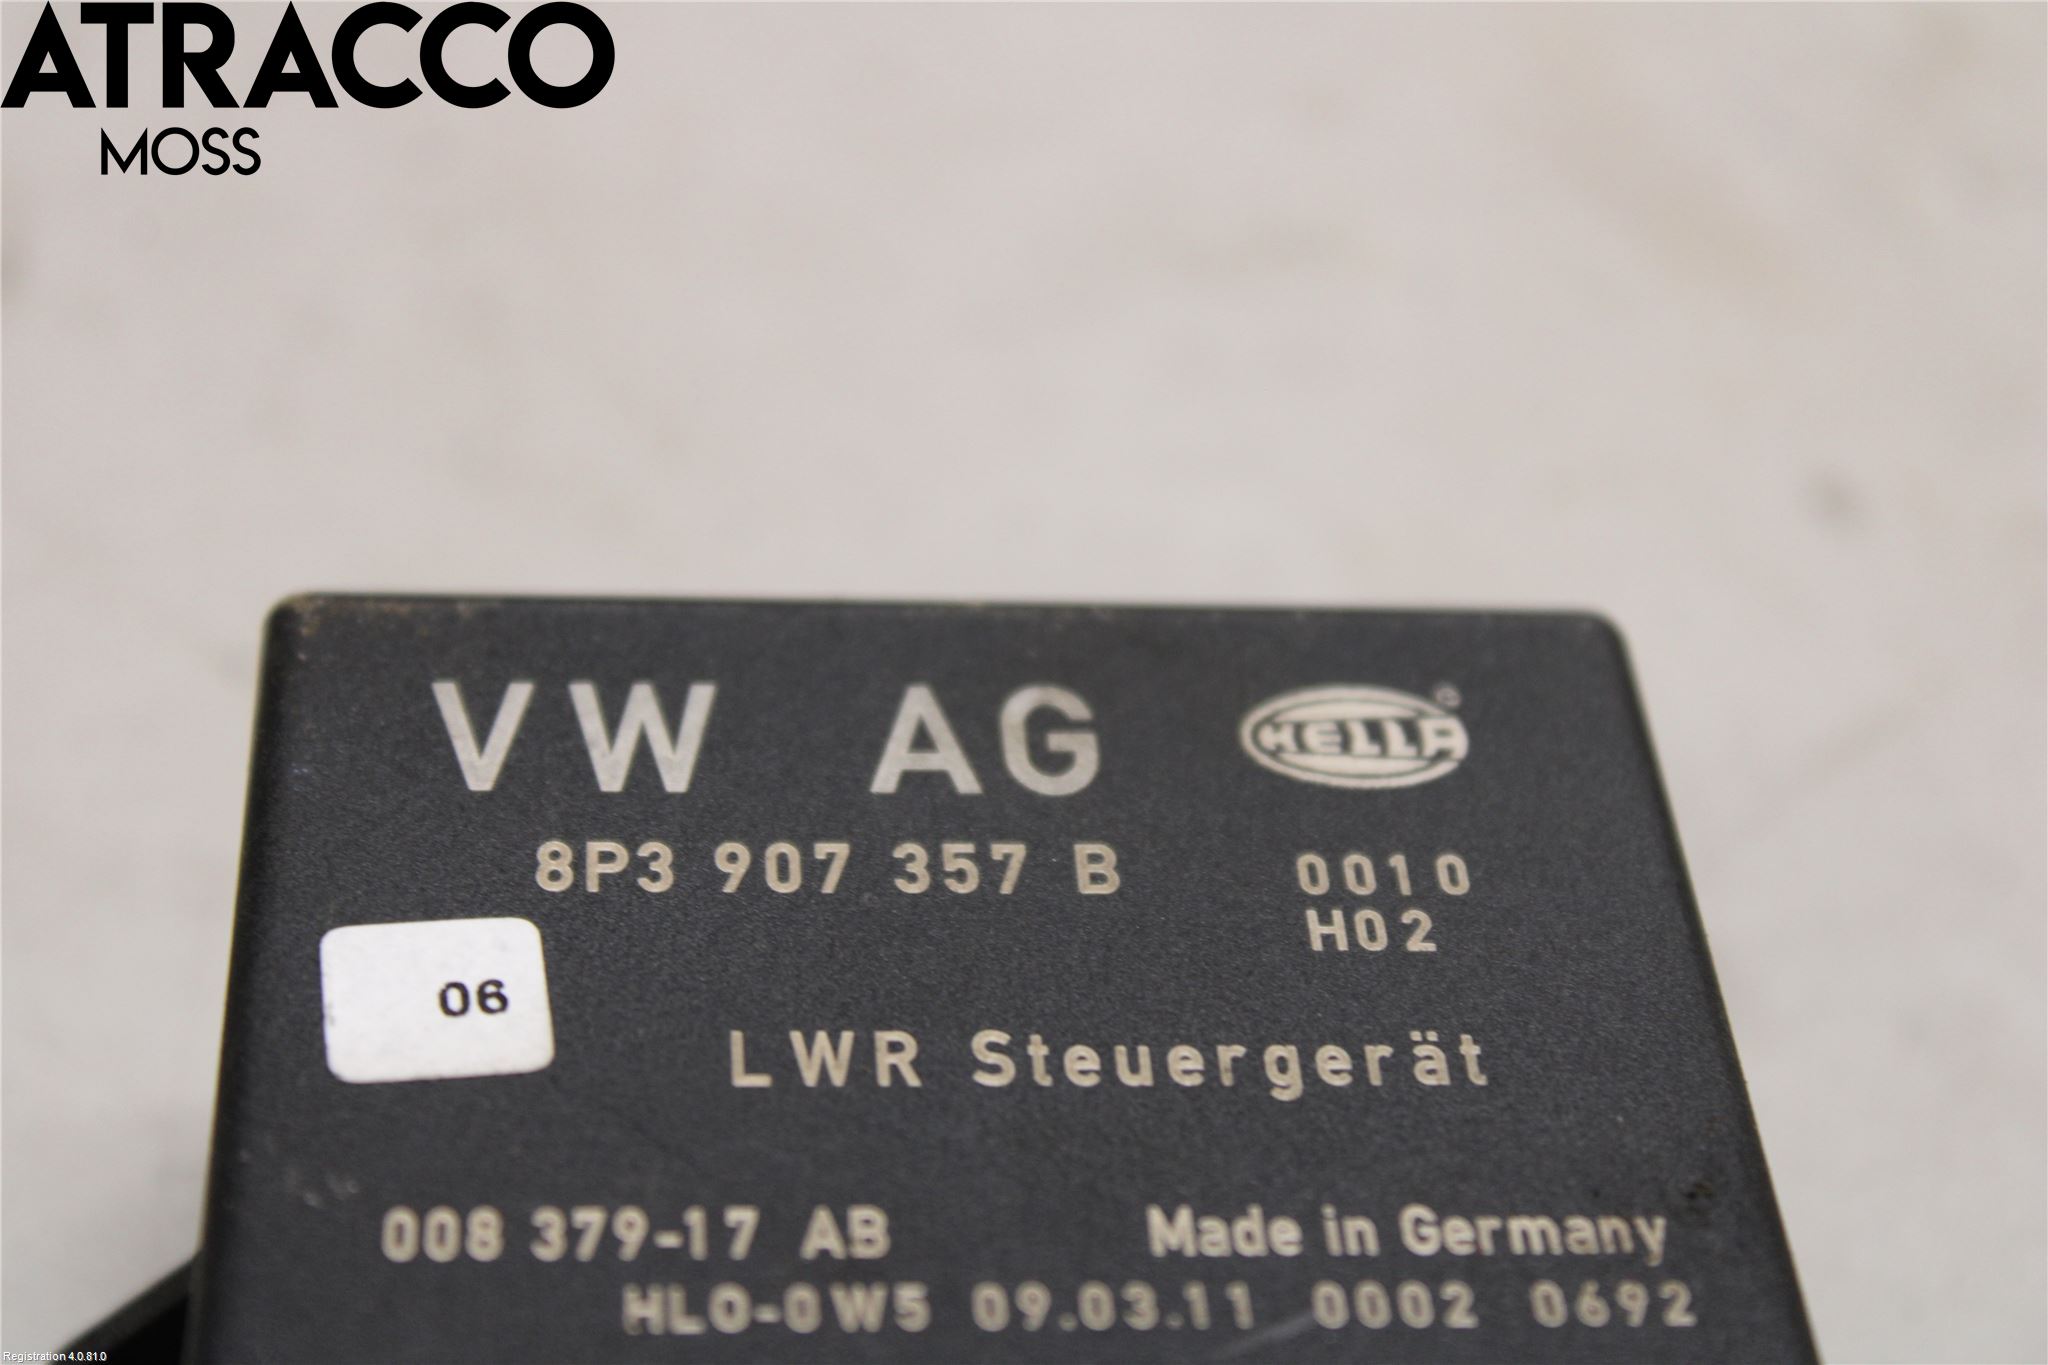 ATRACCO
MOSS
VW AG HELLA
8P3 907 357 B 0010
H02
06
LWR Steuergerät
008 379-17 AB Made in Germany
HLO-0W5 09.03.11 0002 0692
Registration 4.0.81.0